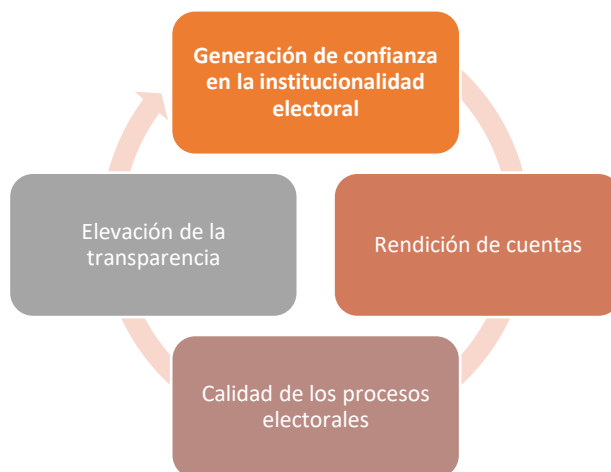 Generación de confianza
en la institucionalidad
electoral
Elevación de la
transparencia
Rendición de cuentas
Calidad de los procesos
electorales